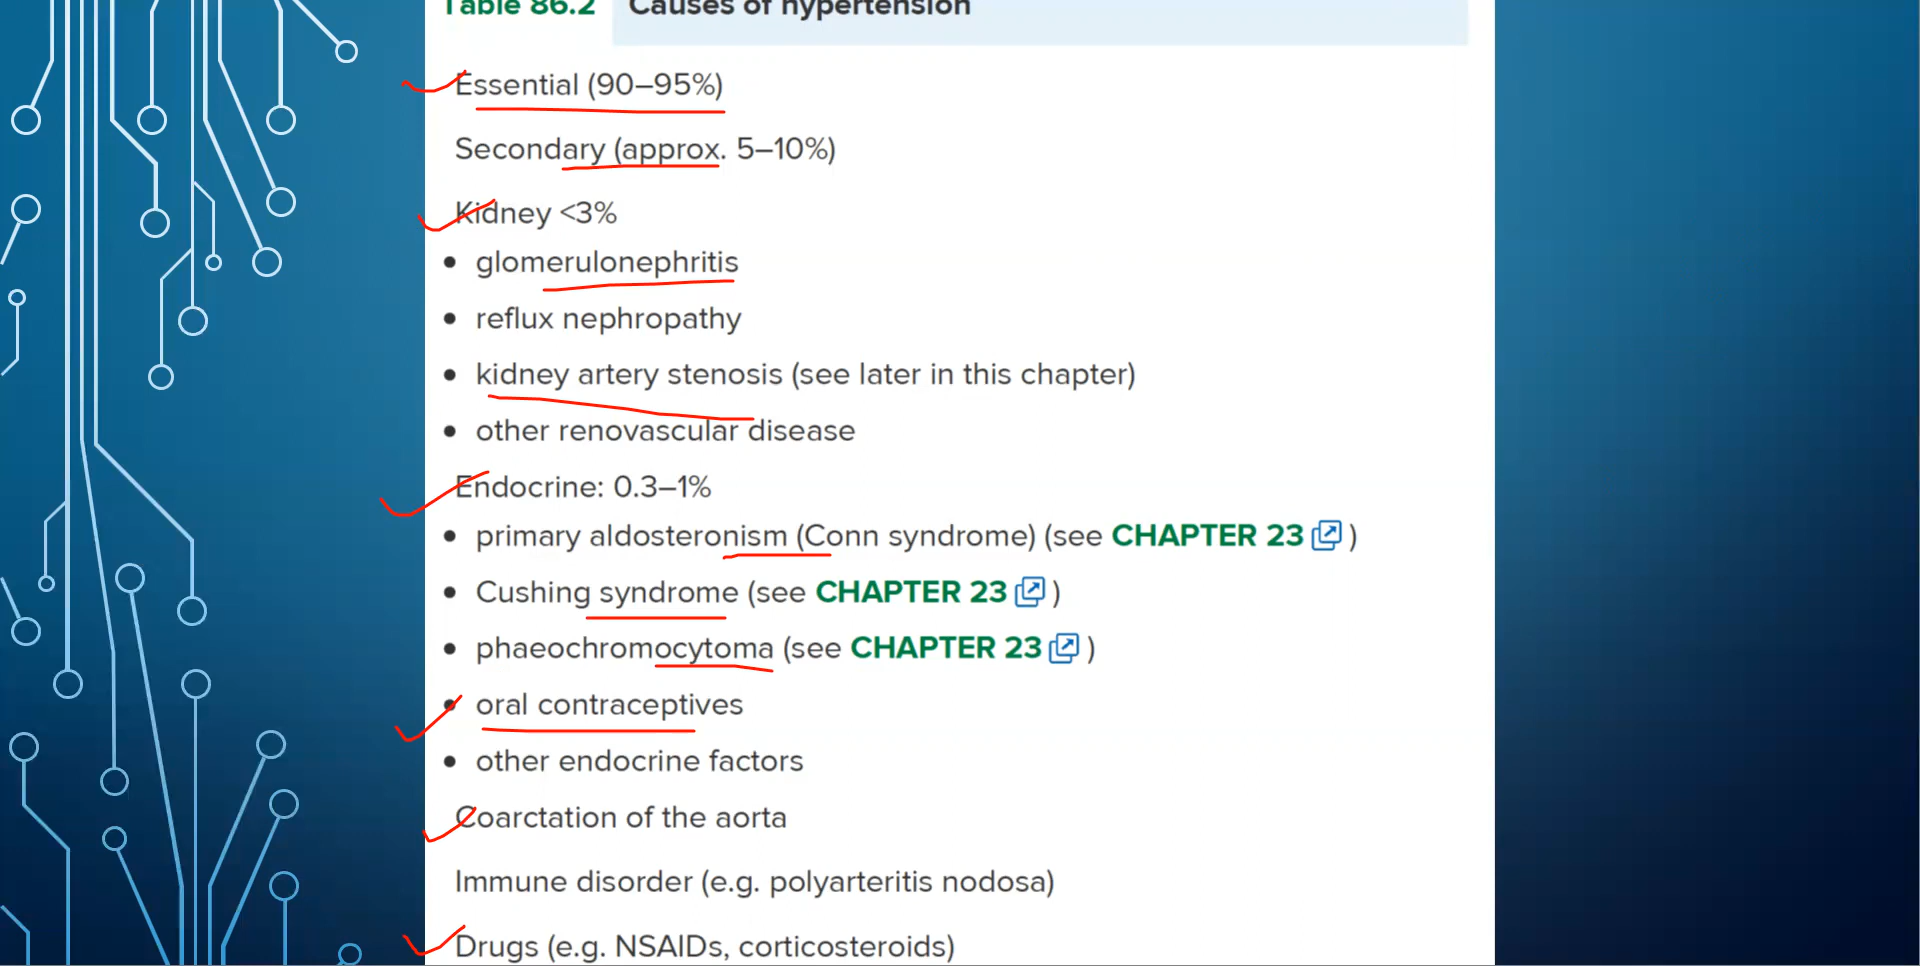 Table 86.2 Causes of hypertension
Essential (90–95%)
Secondary (approx. 5–10%)
Kidney <3%
• glomerulonephritis
• reflux nephropathy
• kidney artery stenosis (see later in this chapter)
• other renovascular disease
Endocrine: 0.3–1%
• primary aldosteronism (Conn syndrome) (see CHAPTER 23 )
• Cushing syndrome (see CHAPTER 23 )
• phaeochromocytoma (see CHAPTER 23 )
• oral contraceptives
• other endocrine factors
Coarctation of the aorta
Immune disorder (e.g. polyarteritis nodosa)
Drugs (e.g. NSAIDs, corticosteroids)